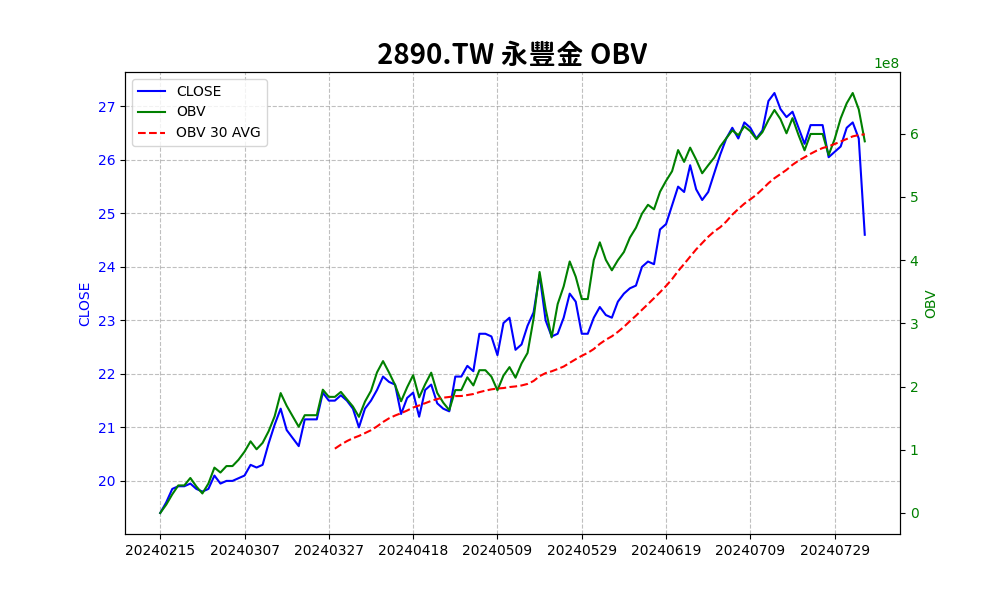 2890.TW 永豐金 OBV
1e8
CLOSE
OBV
OBV 30 AVG
27
26
25
24
23
22
21
20
CLOSE
6
5
4
3
2
1
0
OBV
20240215 20240307 20240327 20240418 20240509 20240529 20240619 20240709 20240729